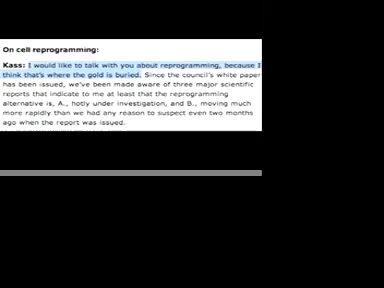 On cell reprogramming:
Kass: I would like to talk with you about reprogramming, because I
think that's where the gold is buried. Since the council's white paper
has been issued, we've been made aware of three major scientific
reports that indicate to me at least that the reprogramming
alternative is, A., hotly under investigation, and B., moving much
more rapidly than we had any reason to suspect even two months
ago when the report was issued.